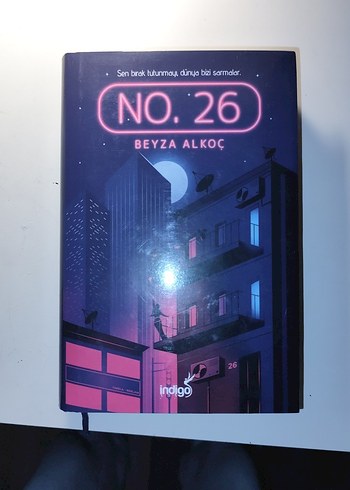 Sen bırak tutunmayı, dünya bizi sarmalar.
NO. 26
BEYZA ALKOÇ
26
indigo